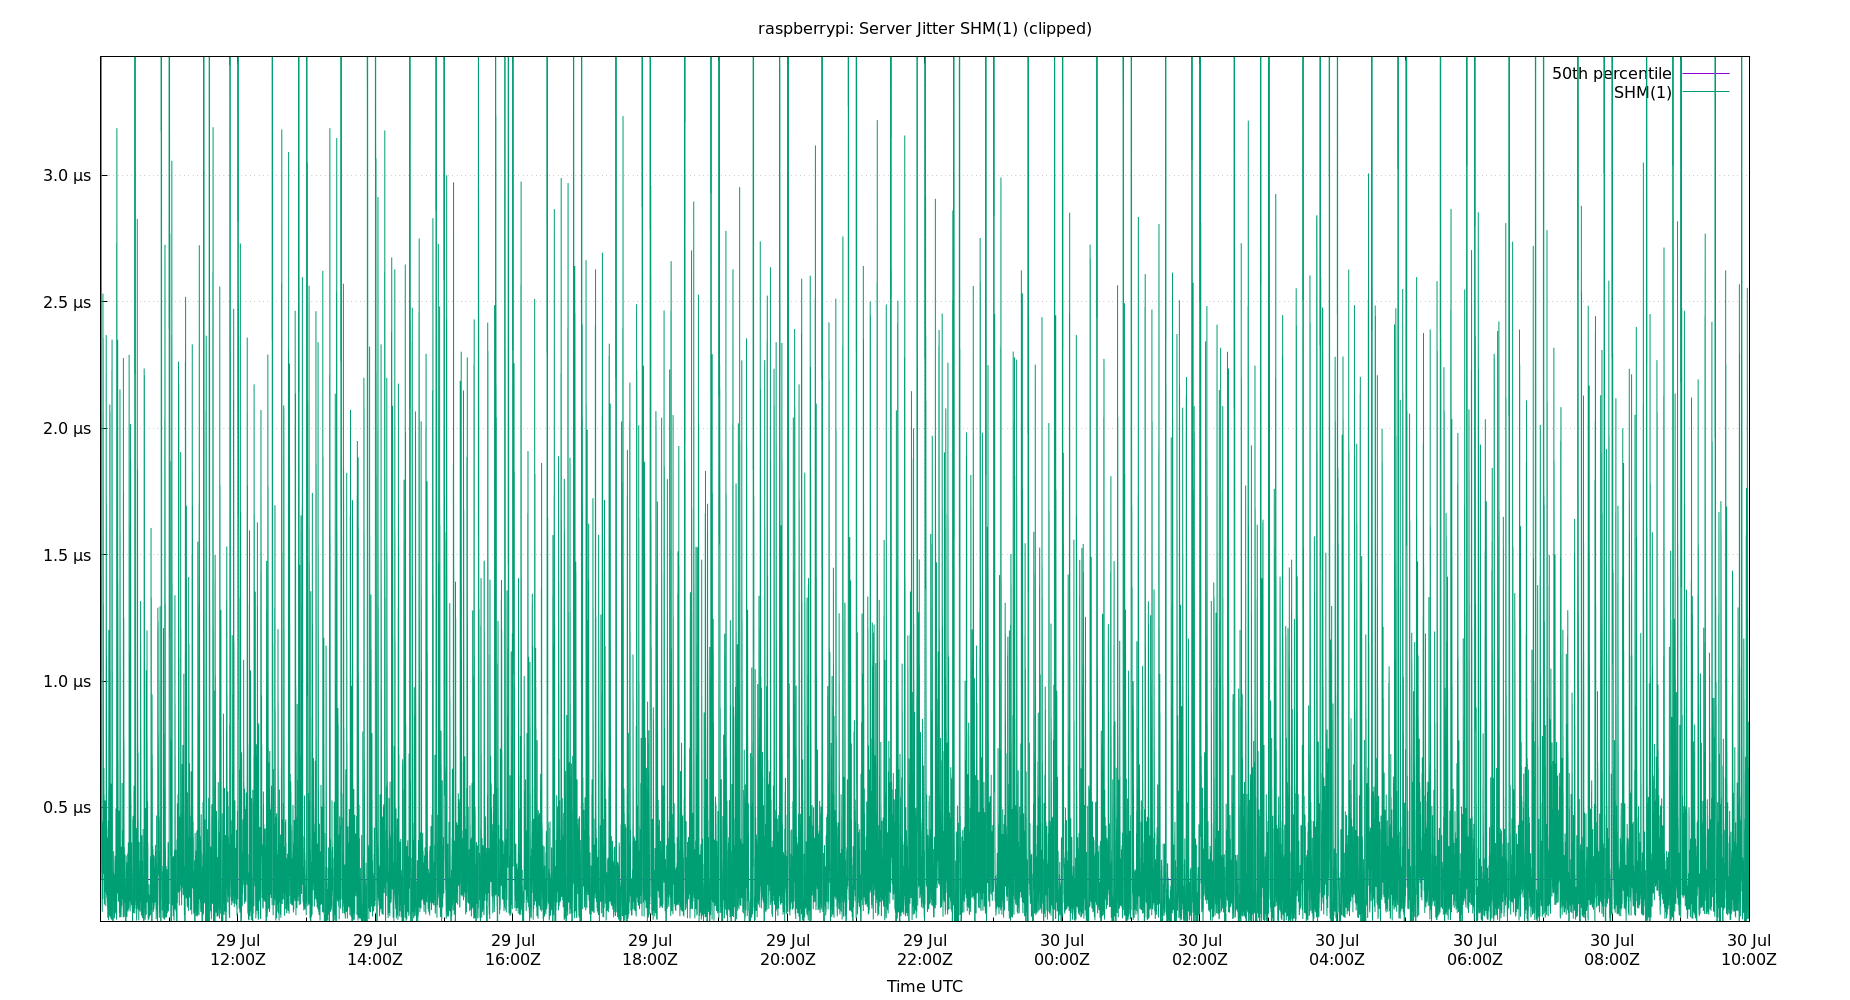 raspberrypi: Server Jitter SHM(1) (clipped)
50th percentile
SHM(1)
3.0 µs
2.5 µs
2.0 µs
1.5 µs
1.0 µs
0.5 µs
29 Jul 29 Jul 29 Jul 29 Jul 29 Jul 29 Jul 30 Jul 30 Jul 30 Jul 30 Jul 30 Jul 30 Jul
12:00Z 14:00Z 16:00Z 18:00Z 20:00Z 22:00Z 00:00Z 02:00Z 04:00Z 06:00Z 08:00Z 10:00Z
Time UTC